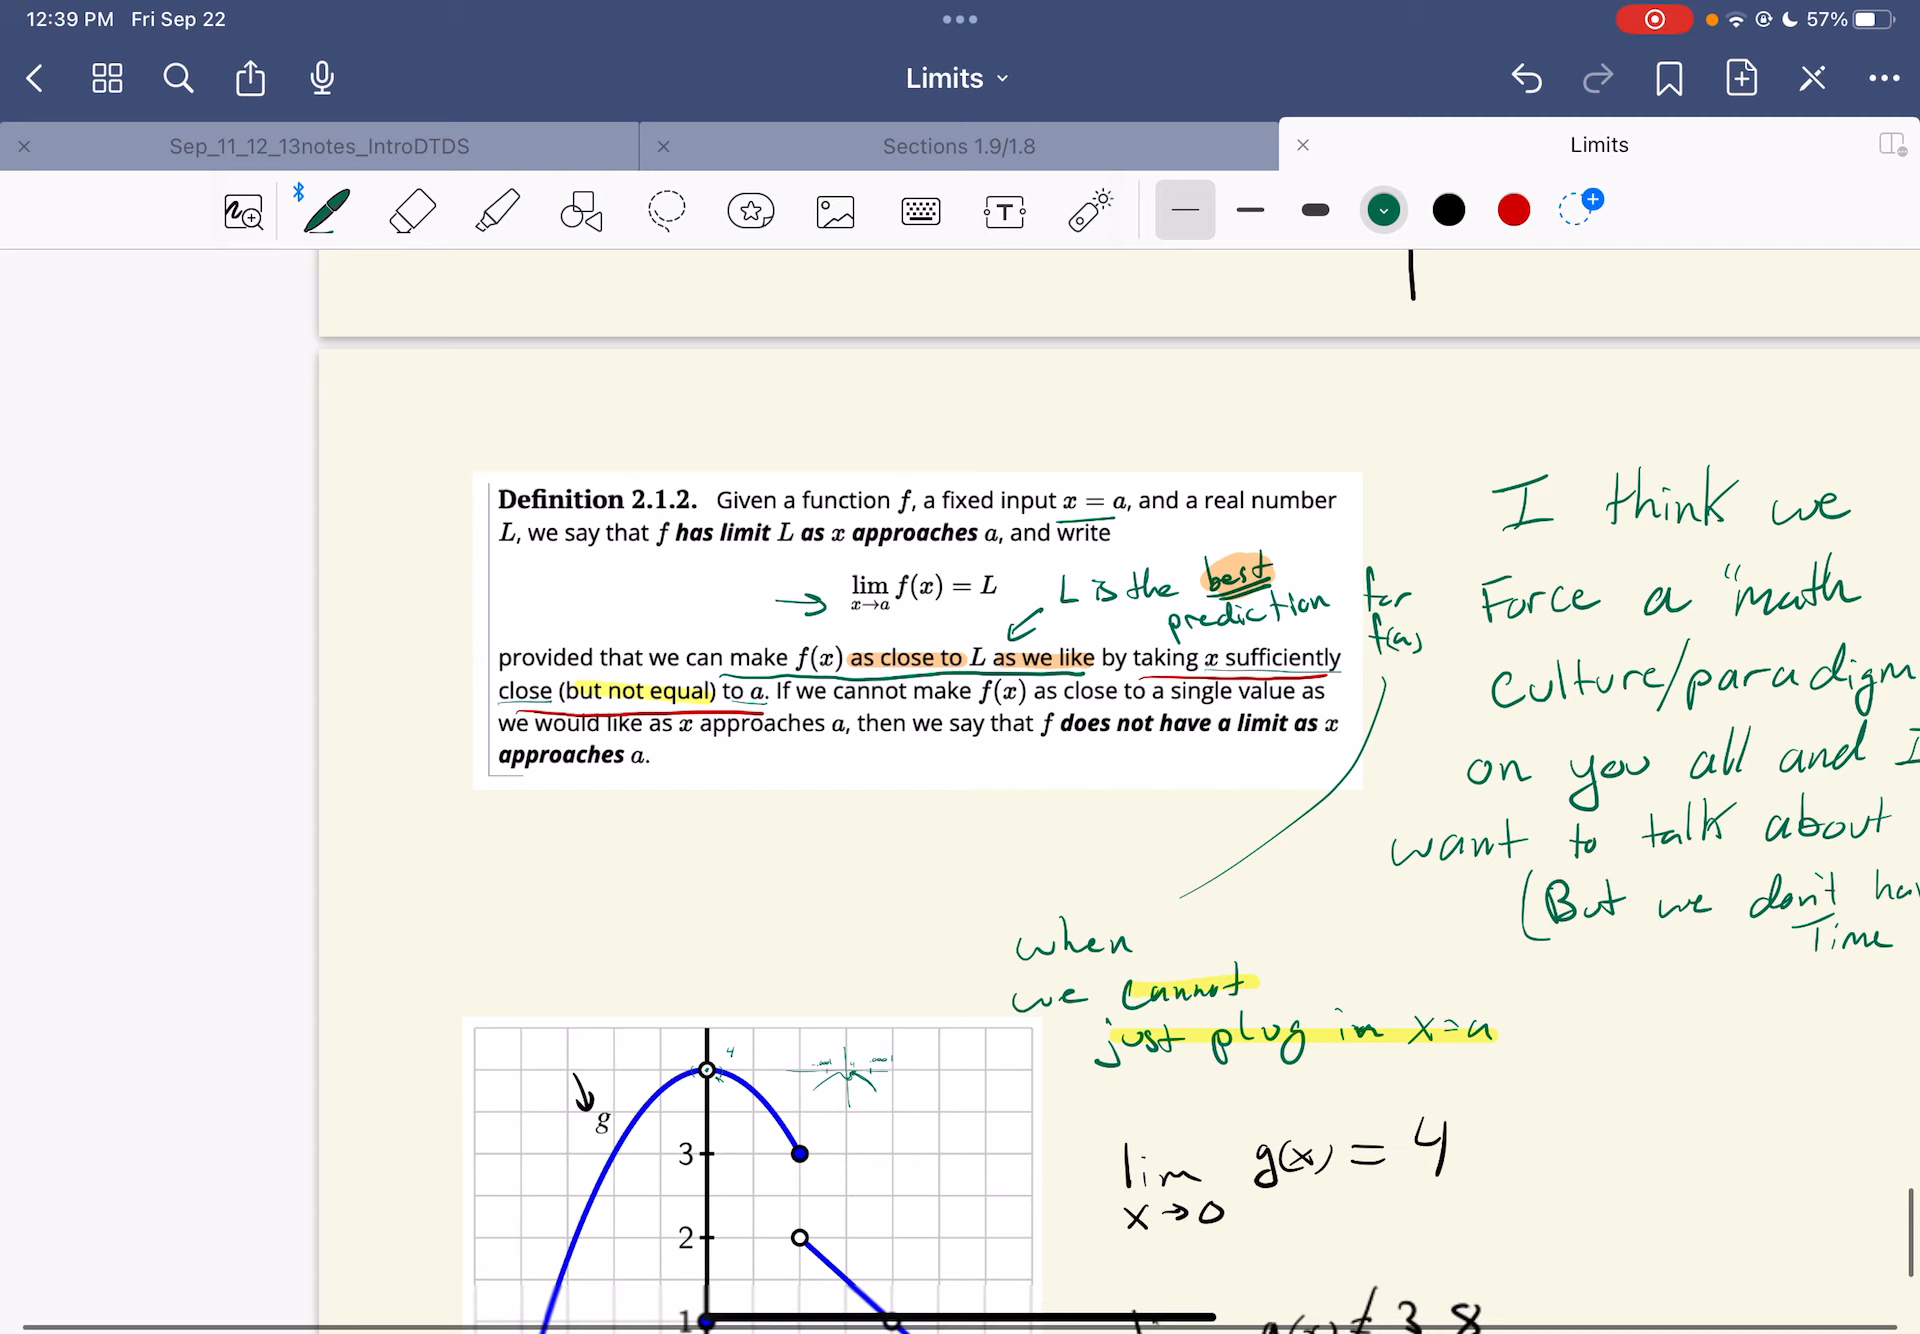 12:39 PM Fri Sep 22
57%
Limits
Sep_11_12_13notes_IntroDTDS
Sections 1.9/1.8
Limits
Definition 2.1.2. Given a function f, a fixed input x = a, and a real number
L, we say that f has limit L as x approaches a, and write
lim f(x) = L
x→a
L is the best
prediction
for
f(a)
provided that we can make f(x) as close to L as we like by taking x sufficiently
close (but not equal) to a. If we cannot make f(x) as close to a single value as
we would like as x approaches a, then we say that f does not have a limit as x
approaches a.
I think we
Force a "math
culture/paradigm
on you all and I
want to talk about
(But we don't ha
Time
when
we cannot
just plug in x=a
4
g
3
2
1
lim g(x) = 4
x→0
g(x) ≠ 3.8